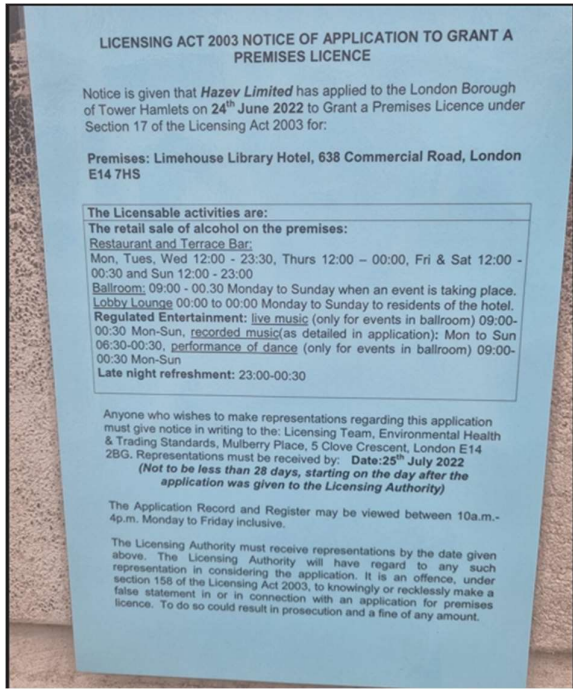 LICENSING ACT 2003 NOTICE OF APPLICATION TO GRANT A
PREMISES LICENCE
Notice is given that Hazev Limited has applied to the London Borough
of Tower Hamlets on 24th June 2022 to Grant a Premises Licence under
Section 17 of the Licensing Act 2003 for:
Premises: Limehouse Library Hotel, 638 Commercial Road, London
E14 7HS
The Licensable activities are:
The retail sale of alcohol on the premises:
Restaurant and Terrace Bar:
Mon, Tues, Wed 12:00 - 23:30, Thurs 12:00 – 00:00, Fri & Sat 12:00 -
00:30 and Sun 12:00 - 23:00
Ballroom: 09:00 - 00.30 Monday to Sunday when an event is taking place.
Lobby Lounge 00:00 to 00:00 Monday to Sunday to residents of the hotel.
Regulated Entertainment: live music (only for events in ballroom) 09:00-
00:30 Mon-Sun, recorded music(as detailed in application): Mon to Sun
06:30-00:30, performance of dance (only for events in ballroom) 09:00-
00:30 Mon-Sun
Late night refreshment: 23:00-00:30
Anyone who wishes to make representations regarding this application
must give notice in writing to the: Licensing Team, Environmental Health
& Trading Standards, Mulberry Place, 5 Clove Crescent, London E14
2BG. Representations must be received by: Date:25th July 2022
(Not to be less than 28 days, starting on the day after the
application was given to the Licensing Authority)
The Application Record and Register may be viewed between 10a.m.-
4p.m. Monday to Friday inclusive.
The Licensing Authority must receive representations by the date given
above. The Licensing Authority will have regard to any such
representation in considering the application. It is an offence, under
section 158 of the Licensing Act 2003, to knowingly or recklessly make a
false statement in or in connection with an application for premises
licence. To do so could result in prosecution and a fine of any amount.